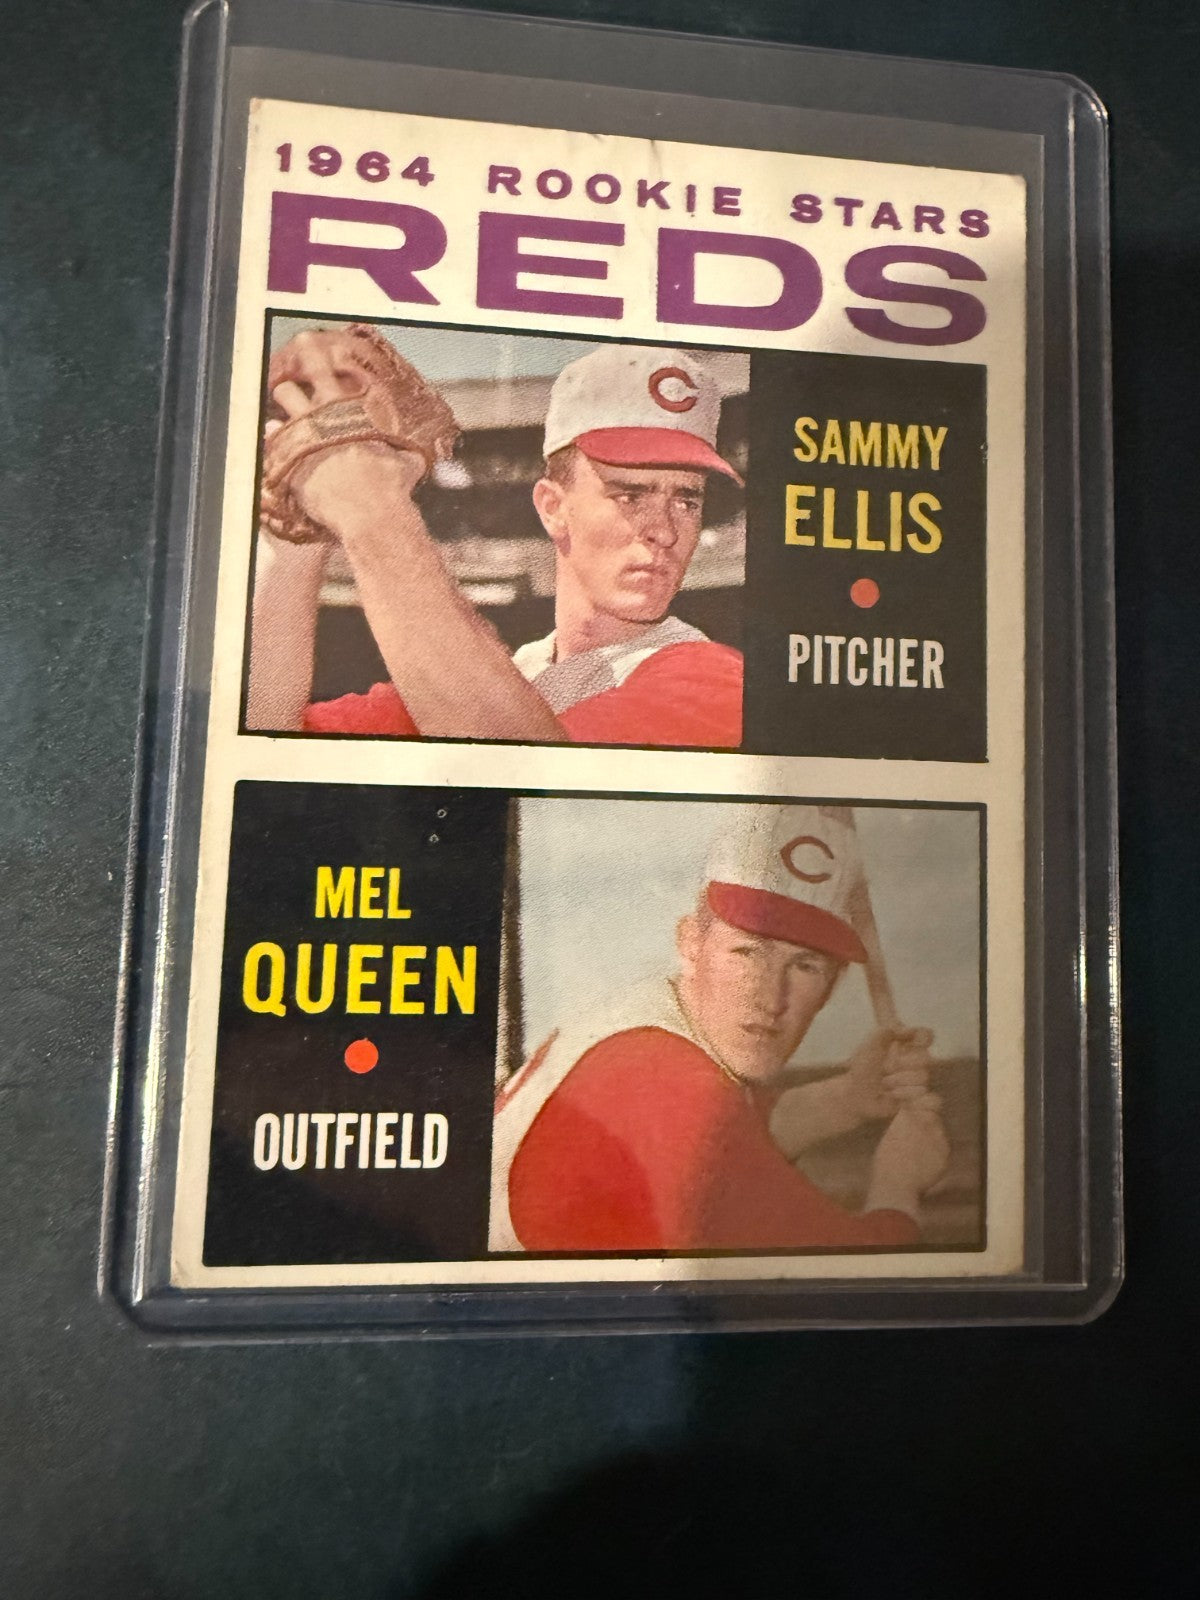 1964 ROOKIE STARS
REDS
C
SAMMY
ELLIS
PITCHER
C
MEL
QUEEN
OUTFIELD